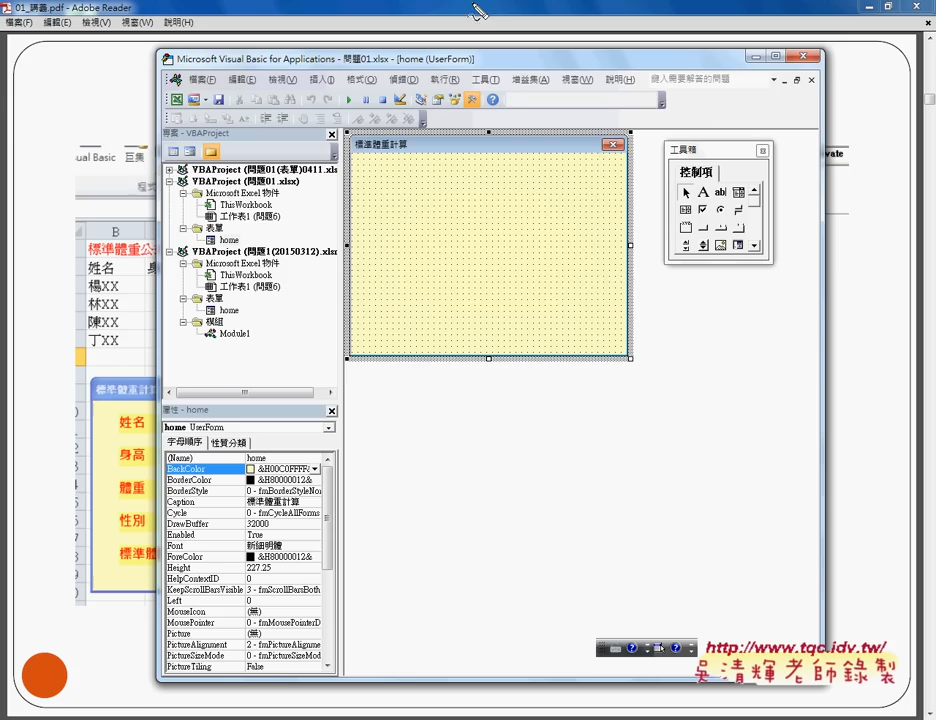 01_講義.pdf - Adobe Reader
檔案(F) 編輯(E) 檢視(V) 視窗(W) 說明(H)
Microsoft Visual Basic for Applications - 問題01.xlsx - [home (UserForm)]
檔案(F) 編輯(E) 檢視(V) 插入(I) 格式(O) 偵錯(D) 執行(R) 工具(T) 增益集(A) 視窗(W) 說明(H) 鍵入需要解答的問題
專案 - VBAProject
VBAProject (問題01(表單)0411.xls
VBAProject (問題01.xlsx)
Microsoft Excel 物件
ThisWorkbook
工作表1 (問題6)
表單
home
VBAProject (問題1(20150312).xlsm
Microsoft Excel 物件
ThisWorkbook
工作表1 (問題6)
表單
home
模組
Module1
標準體重計算
工具箱
控制項
屬性 - home
home UserForm
字母順序 性質分類
(Name) home
BackColor &H00C0FFFF&
BorderColor &H80000012&
BorderStyle 0 - fmBorderStyleNon
Caption 標準體重計算
Cycle 0 - fmCycleAllForms
DrawBuffer 32000
Enabled True
Font 新細明體
ForeColor &H80000012&
Height 227.25
HelpContextID 0
KeepScrollBarsVisible 3 - fmScrollBarsBoth
Left 0
MouseIcon (無)
MousePointer 0 - fmMousePointerD
Picture (無)
PictureAlignment 2 - fmPictureAlignme
PictureSizeMode 0 - fmPictureSizeMod
PictureTiling False
sual Basic 巨集
B
標準體重公
姓名 身
楊XX
林XX
陳XX
丁XX
標準體重計
姓名
身高
體重
性別
標準體
http://www.tqc.idv.tw/
吳清輝老師錄製